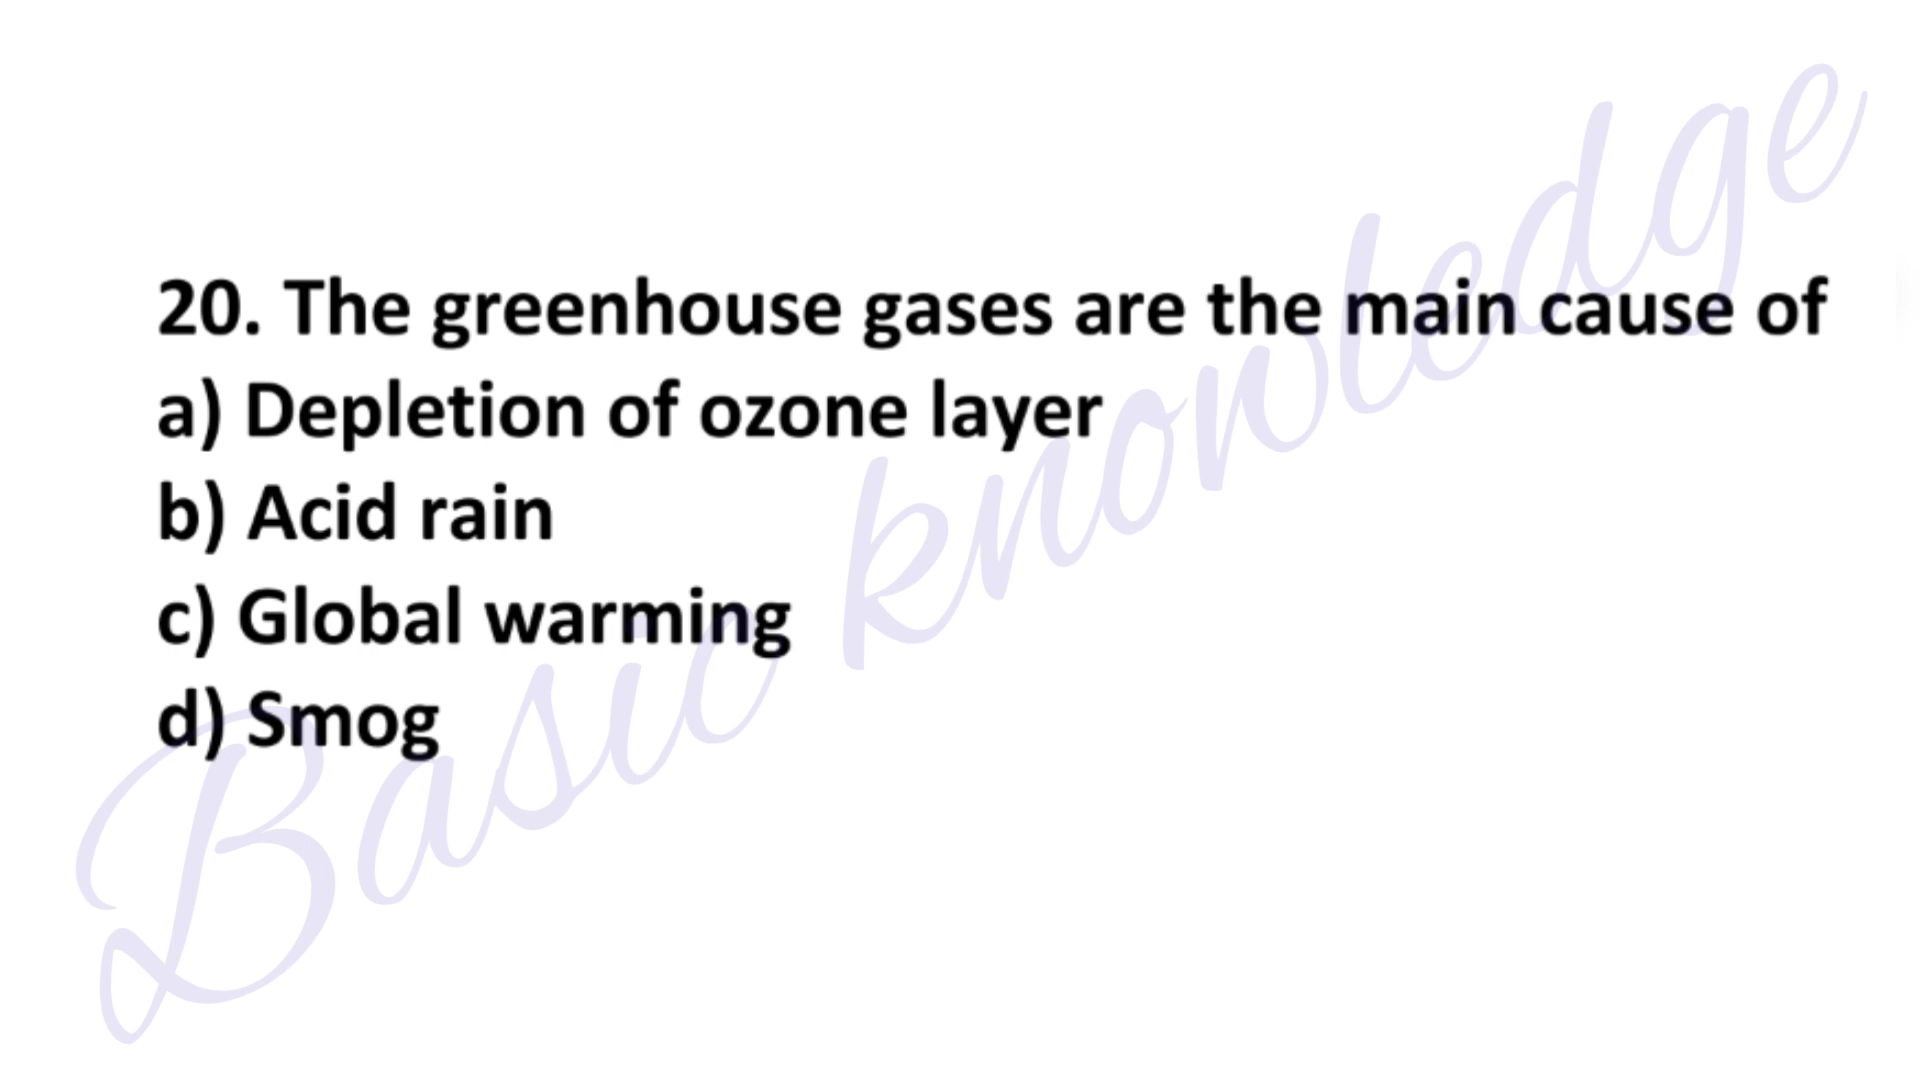 20. The greenhouse gases are the main cause of
a) Depletion of ozone layer
b) Acid rain
c) Global warming
d) Smog
Basic knowledge